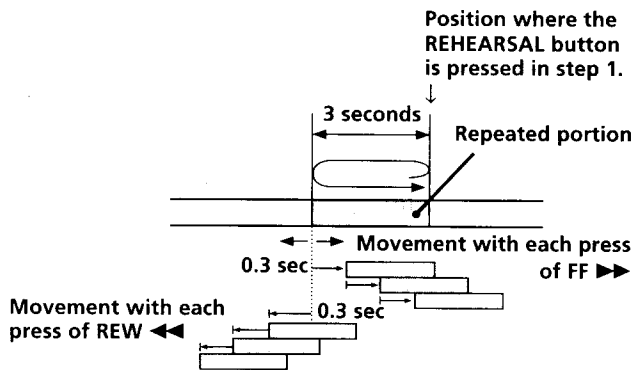 Position where the
REHEARSAL button
is pressed in step 1.
3 seconds
Repeated portion
Movement with each press
of FF ▶▶
0.3 sec
0.3 sec
Movement with each
press of REW ◀◀